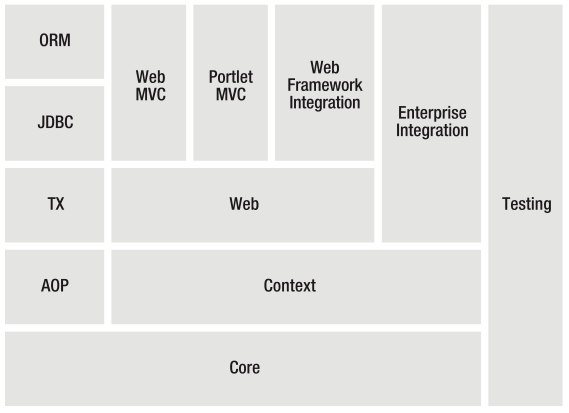 ORM
Web
MVC
Portlet
MVC
Web
Framework
Integration
Enterprise
Integration
JDBC
TX
Web
Testing
AOP
Context
Core